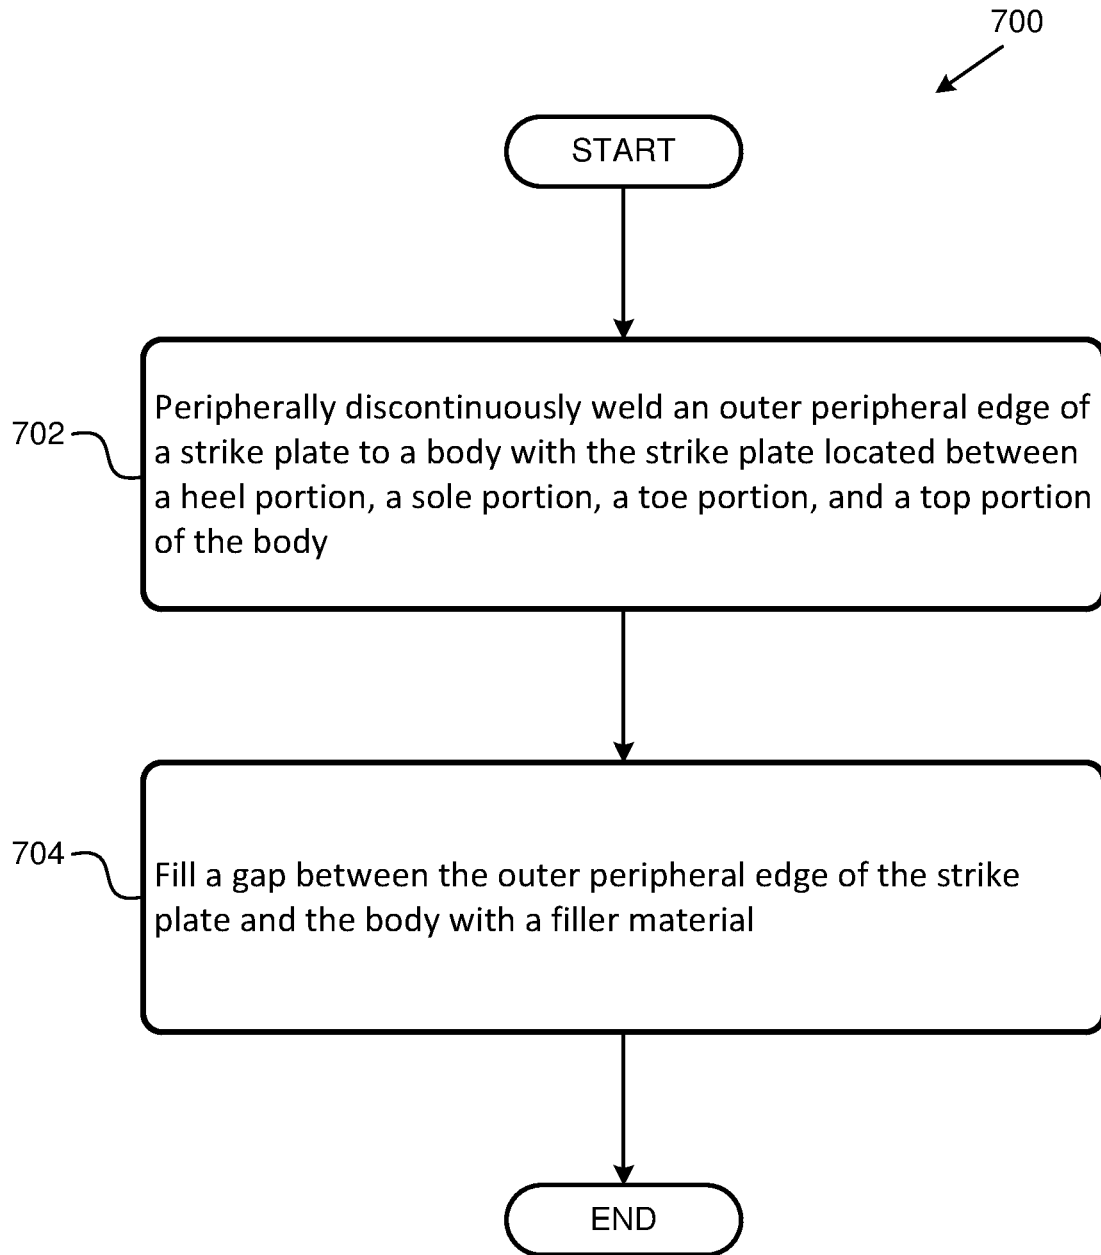 700
START
702
Peripherally discontinuously weld an outer peripheral edge of
a strike plate to a body with the strike plate located between
a heel portion, a sole portion, a toe portion, and a top portion
of the body
704
Fill a gap between the outer peripheral edge of the strike
plate and the body with a filler material
END